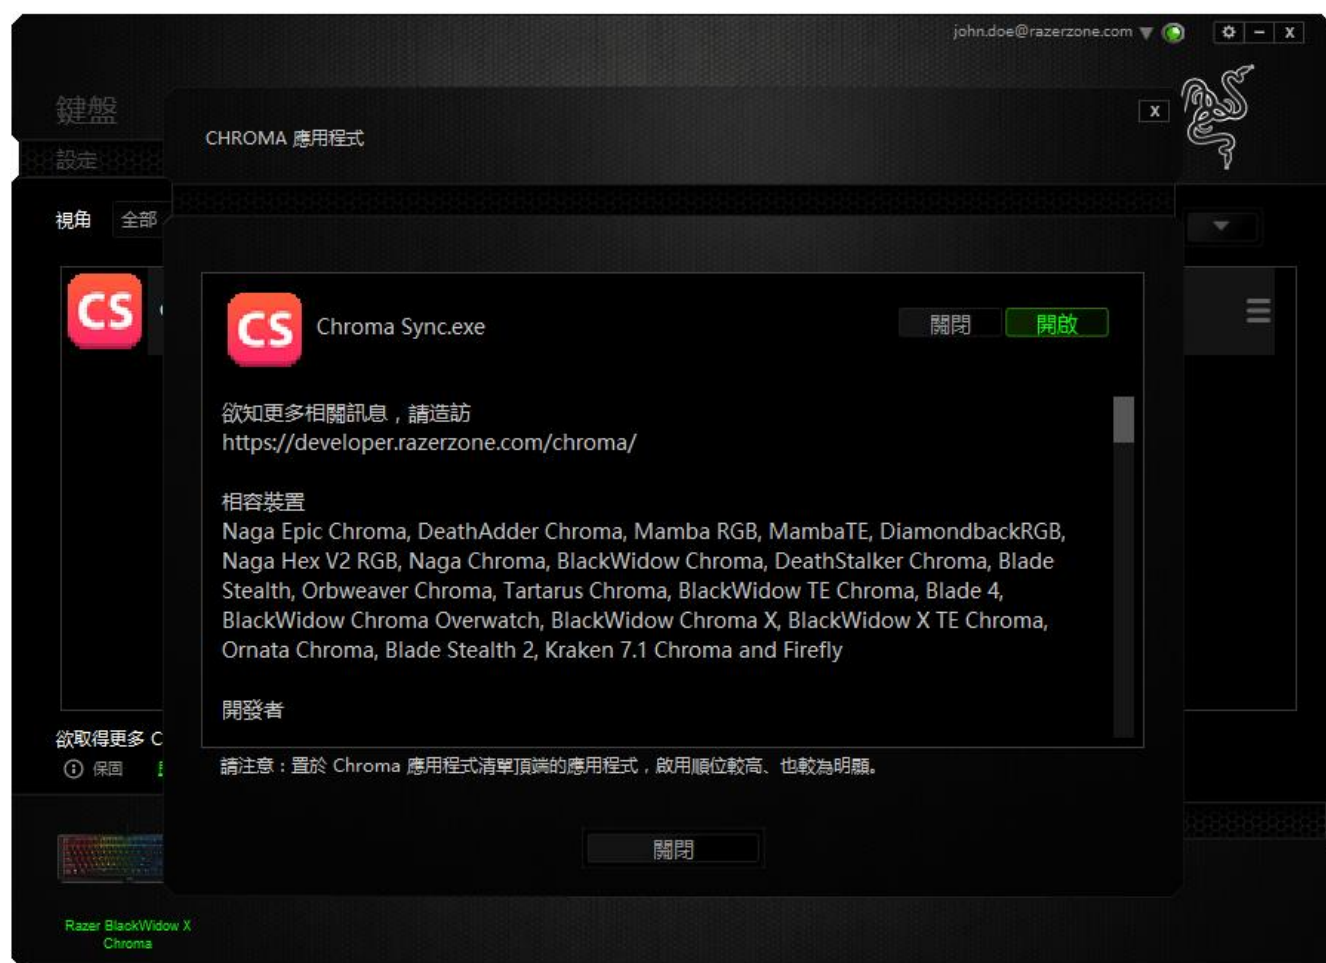 john.doe@razerzone.com
鍵盤
CHROMA 應用程式
X
設定
視角 全部
CS
CS Chroma Sync.exe 關閉 開啟
欲知更多相關訊息，請造訪
https://developer.razerzone.com/chroma/
相容裝置
Naga Epic Chroma, DeathAdder Chroma, Mamba RGB, MambaTE, DiamondbackRGB,
Naga Hex V2 RGB, Naga Chroma, BlackWidow Chroma, DeathStalker Chroma, Blade
Stealth, Orbweaver Chroma, Tartarus Chroma, BlackWidow TE Chroma, Blade 4,
BlackWidow Chroma Overwatch, BlackWidow Chroma X, BlackWidow X TE Chroma,
Ornata Chroma, Blade Stealth 2, Kraken 7.1 Chroma and Firefly
開發者
欲取得更多 C
保固
請注意：置於 Chroma 應用程式清單頂端的應用程式，啟用順位較高、也較為明顯。
關閉
Razer BlackWidow X
Chroma